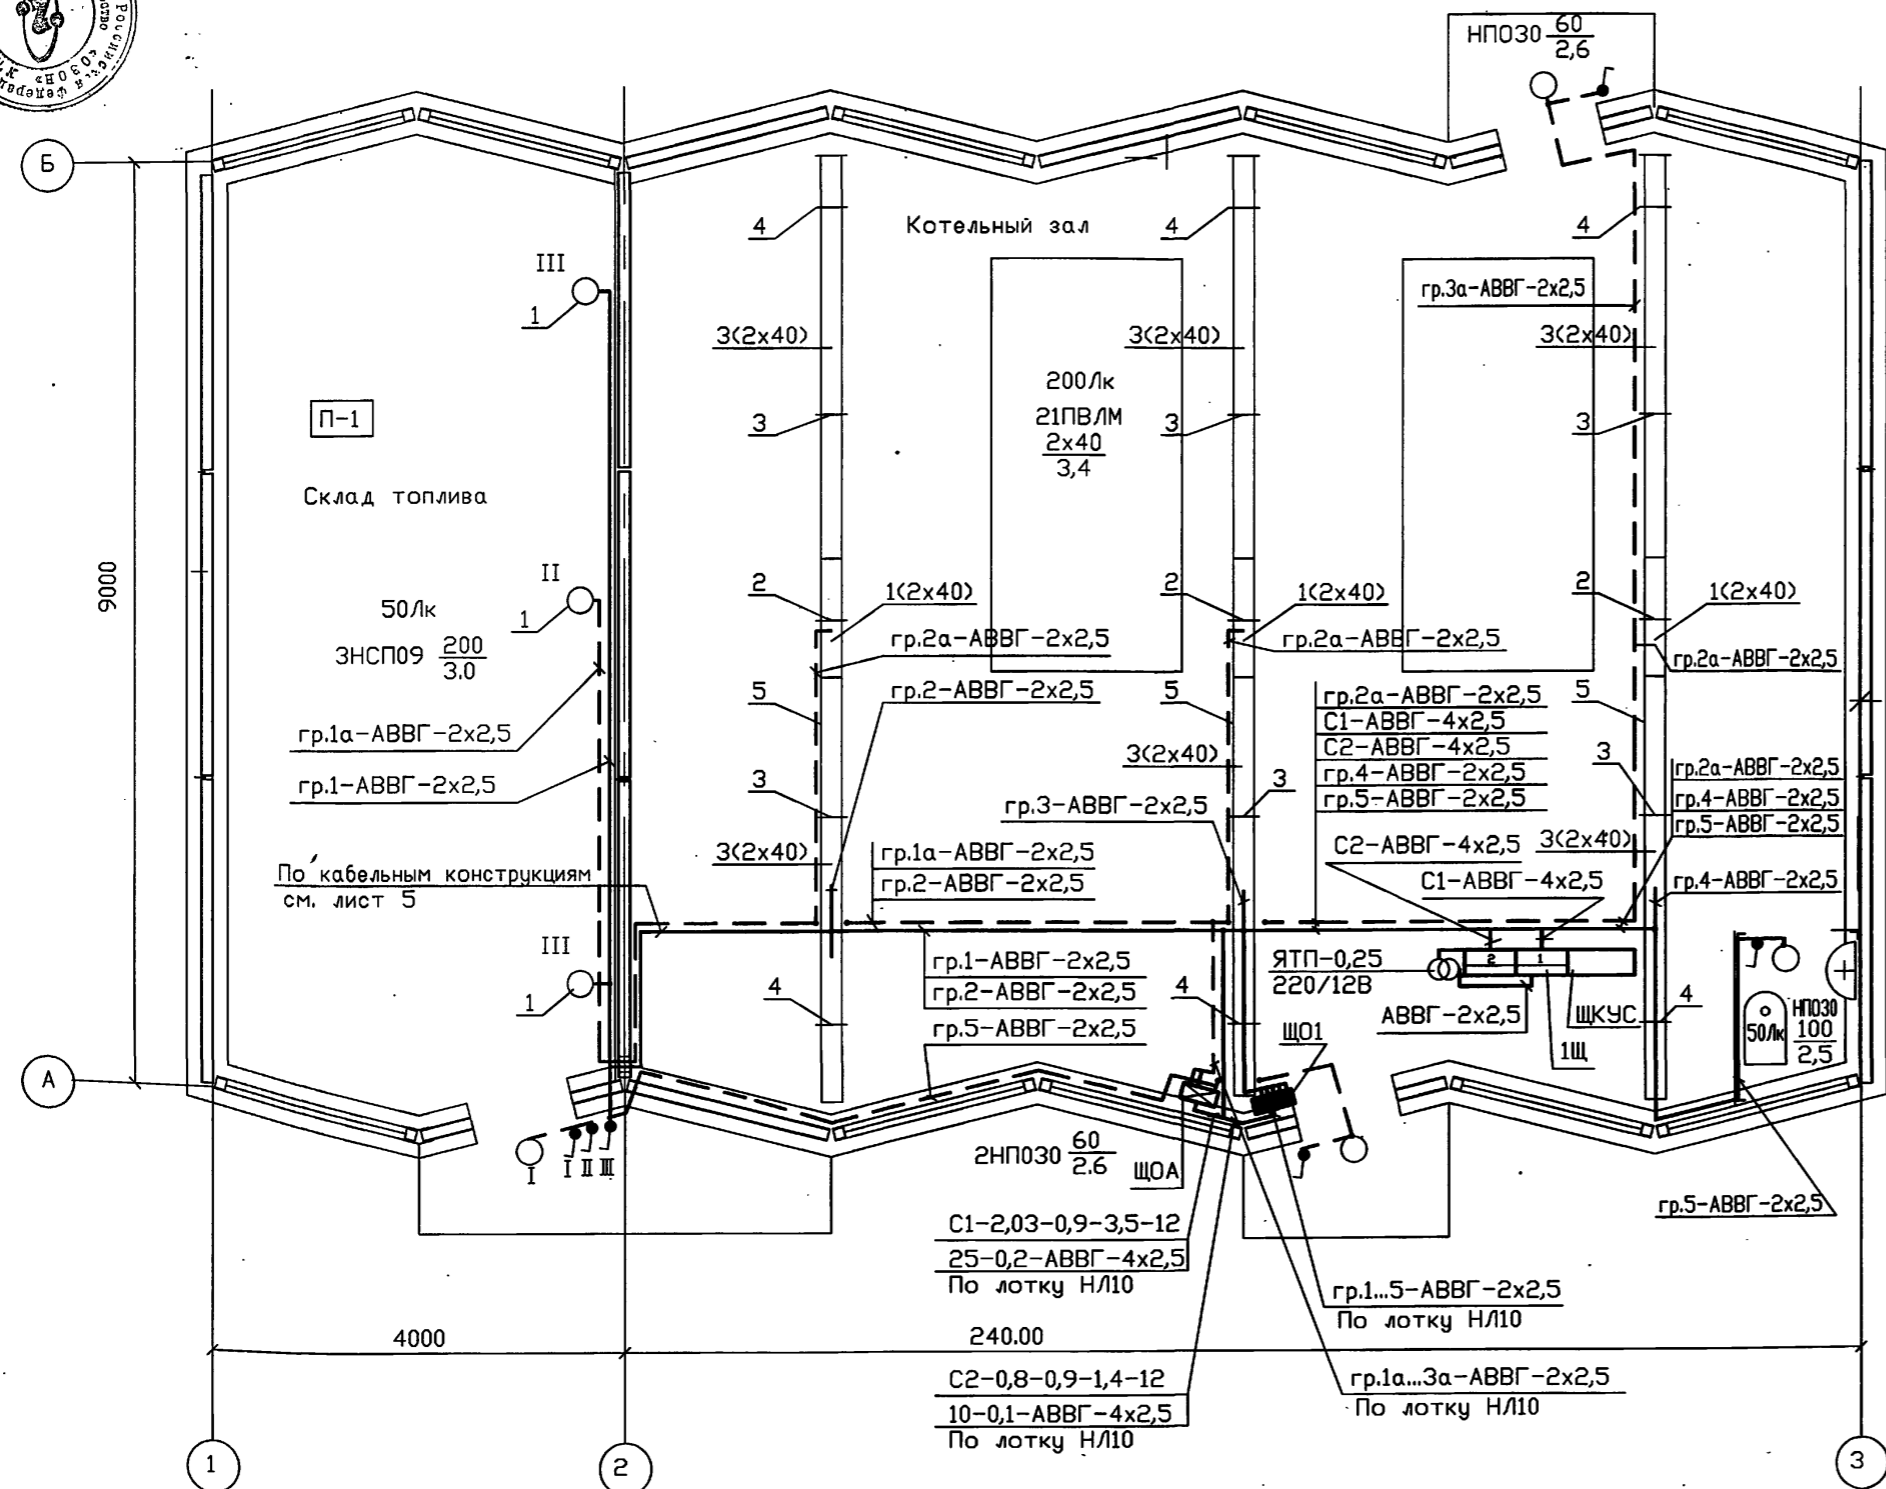 Российская Федерац
«ОЗОН»
НПО30 60
2,6
Б
4
Котельный зал
4
4
III
1
гр.3а-АВВГ-2х2,5
3(2х40)
3(2х40)
3(2х40)
200Лк
21ПВЛМ
2х40
3,4
П-1
3
3
3
Склад топлива
9000
II
1
2
1(2х40)
2
1(2х40)
2
1(2х40)
50Лк
3НСП09 200
3.0
гр.2а-АВВГ-2х2,5
гр.2а-АВВГ-2х2,5
гр.2а-АВВГ-2х2,5
5
гр.2-АВВГ-2х2,5
5
гр.2а-АВВГ-2х2,5
С1-АВВГ-4х2,5
С2-АВВГ-4х2,5
гр.4-АВВГ-2х2,5
гр.5-АВВГ-2х2,5
5
гр.1а-АВВГ-2х2,5
гр.1-АВВГ-2х2,5
3(2х40)
3
гр.3-АВВГ-2х2,5
3
3
гр.2а-АВВГ-2х2,5
гр.4-АВВГ-2х2,5
гр.5-АВВГ-2х2,5
3(2х40)
гр.1а-АВВГ-2х2,5
гр.2-АВВГ-2х2,5
С2-АВВГ-4х2,5
3(2х40)
С1-АВВГ-4х2,5
гр.4-АВВГ-2х2,5
По кабельным конструкциям
см. лист 5
III
1
4
гр.1-АВВГ-2х2,5
гр.2-АВВГ-2х2,5
гр.5-АВВГ-2х2,5
4
ЯТП-0,25
220/12В
2
1
АВВГ-2х2,5
ЩКУС
1Щ
4
50Лк
НПО30
100
2,5
ЩО1
А
I
I II III
2НПО30 60
2.6
ЩОА
гр.5-АВВГ-2х2,5
С1-2,03-0,9-3,5-12
25-0,2-АВВГ-4х2,5
По лотку НЛ10
гр.1...5-АВВГ-2х2,5
По лотку НЛ10
4000
240.00
С2-0,8-0,9-1,4-12
10-0,1-АВВГ-4х2,5
По лотку НЛ10
гр.1а...3а-АВВГ-2х2,5
По лотку НЛ10
1
2
3